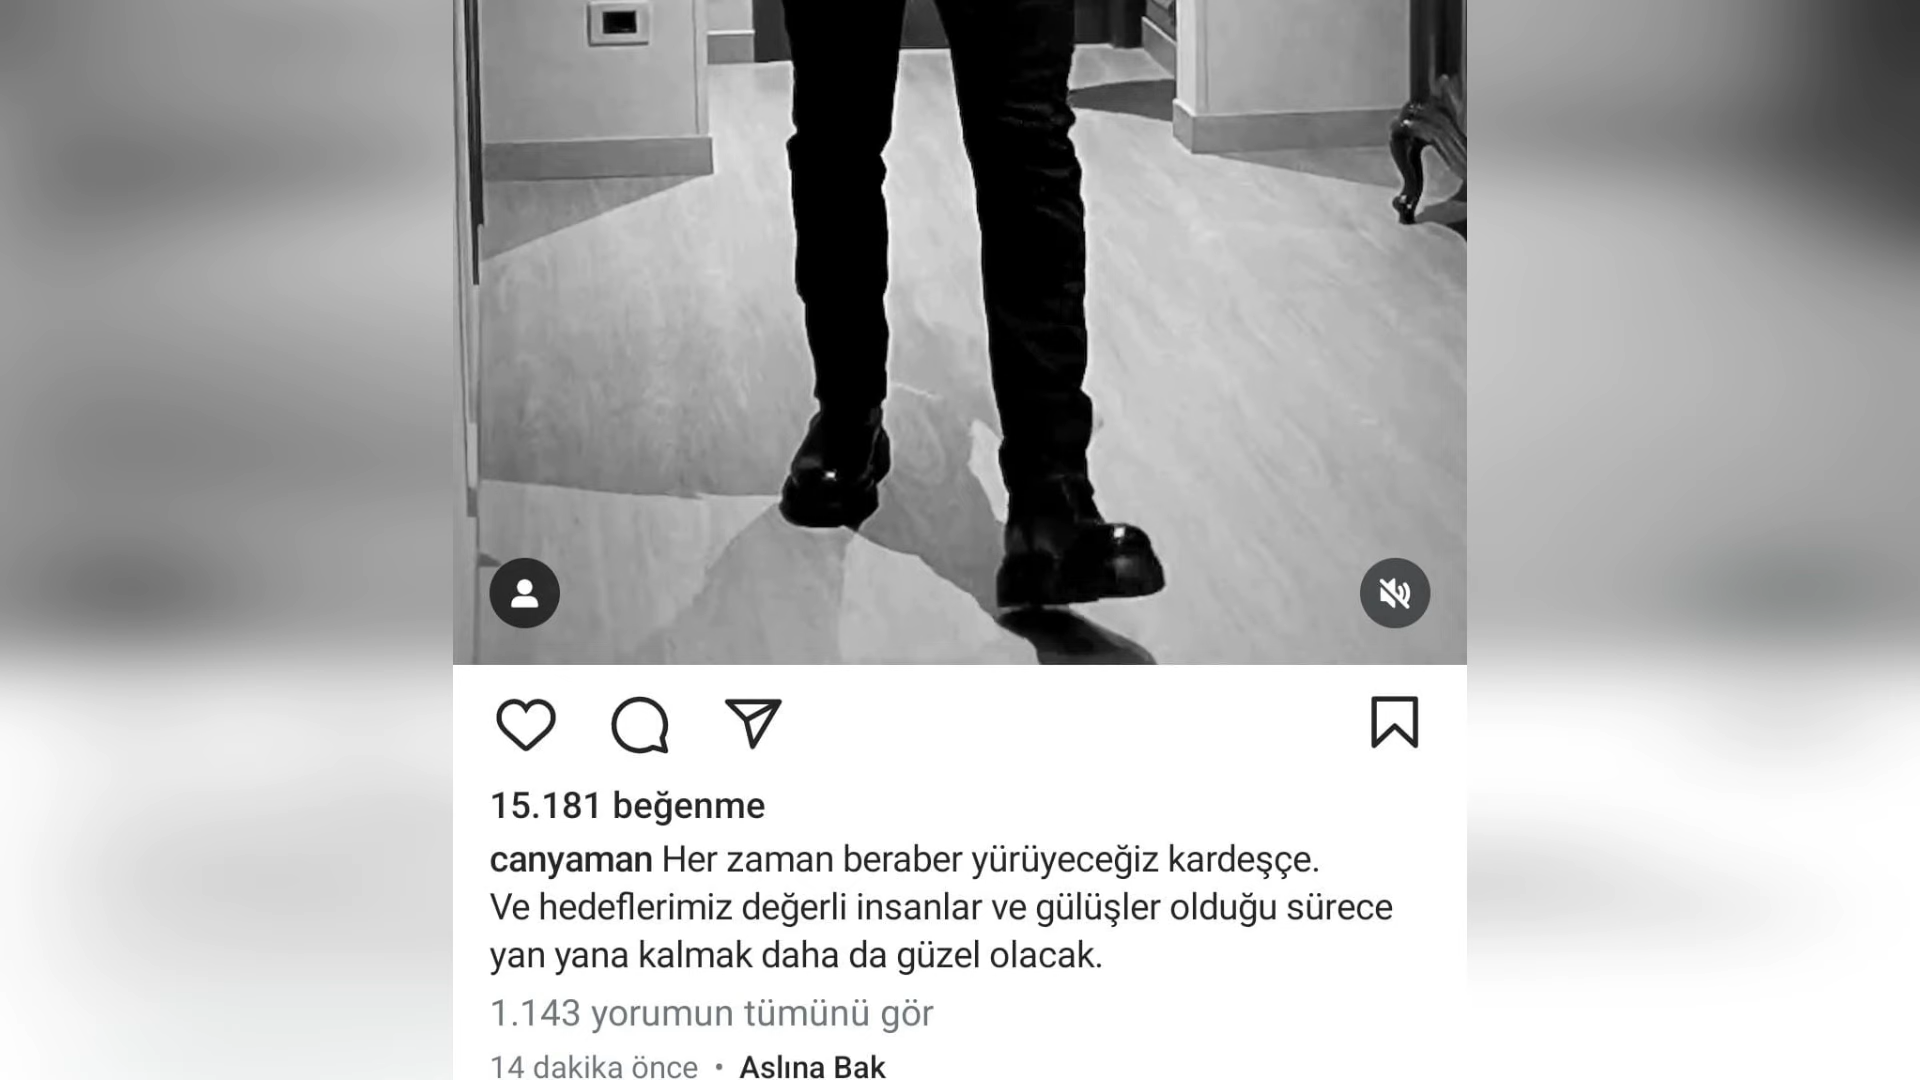 15.181 beğenme
canyaman Her zaman beraber yürüyeceğiz kardeşçe.
Ve hedeflerimiz değerli insanlar ve gülüşler olduğu sürece
yan yana kalmak daha da güzel olacak.
1.143 yorumun tümünü gör
14 dakika önce • Aslına Bak